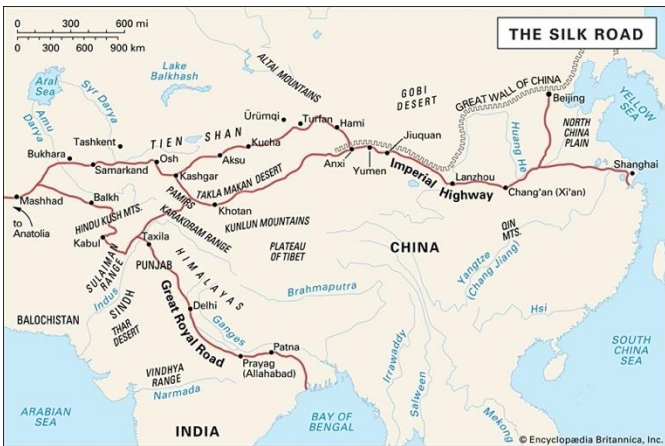 0 300 600 mi
0 300 600 900 km
THE SILK ROAD
ALTAI MOUNTAINS
Lake
Balkhash
GOBI
DESERT
GREAT WALL OF CHINA
Beijing
YELLOW
SEA
Aral
Sea
Syr Darya
Amu
Darya
Ürümqi
Turfan
Hami
Tashkent
TIEN SHAN
Kucha
Jiuquan
Huang He
NORTH
CHINA
PLAIN
Bukhara
Samarkand
Osh
Aksu
Anxi
Yumen
Imperial Highway
Lanzhou
Shanghai
Kashgar
TAKLA MAKAN DESERT
Chang'an (Xi'an)
Mashhad
Balkh
PAMIRS
Khotan
to
Anatolia
HINDU KUSH MTS.
KARAKORAM RANGE
KUNLUN MOUNTAINS
QIN
MTS.
Kabul
Taxila
PLATEAU
OF TIBET
CHINA
Yangtze
(Chang Jiang)
SULAIMAN
RANGE
PUNJAB
HIMALAYAS
Indus
SINDH
Great Royal Road
Brahmaputra
BALOCHISTAN
THAR
DESERT
Delhi
Ganges
Hsi
Patna
Prayag
(Allahabad)
VINDHYA
RANGE
Narmada
Irrawaddy
Salween
Mekong
SOUTH
CHINA
SEA
ARABIAN
SEA
INDIA
BAY OF
BENGAL
© Encyclopædia Britannica, Inc.